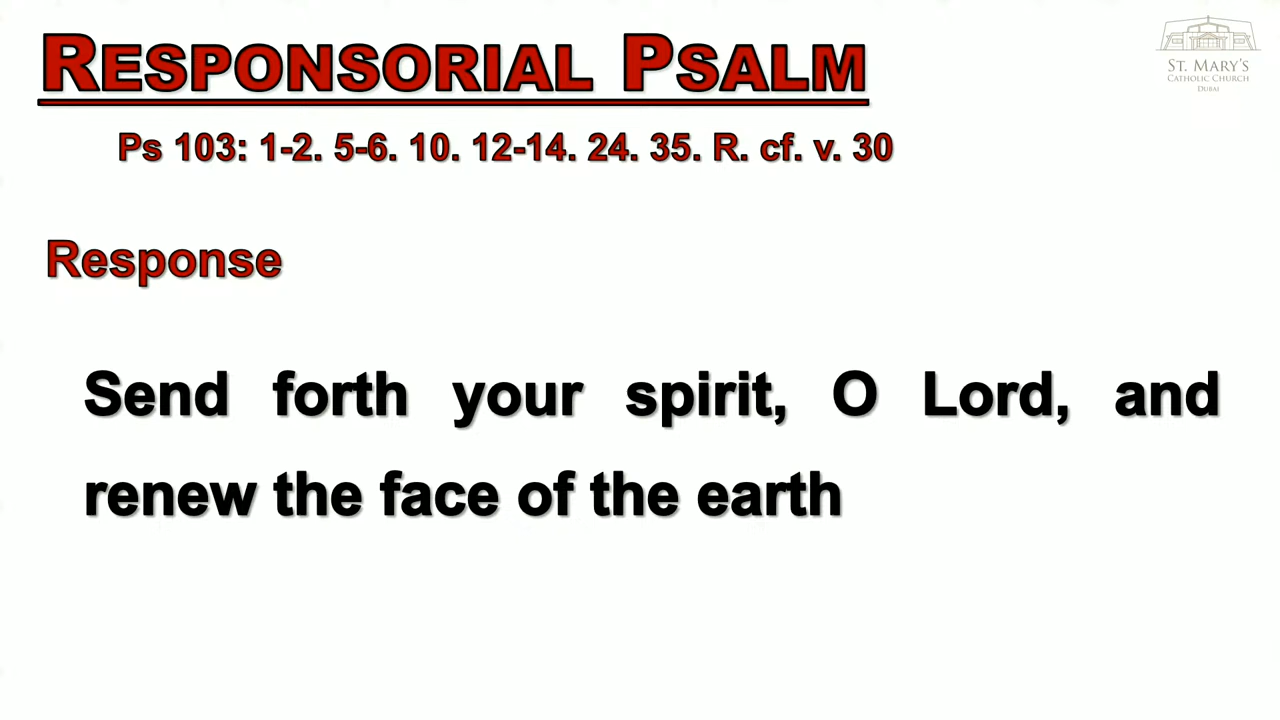 RESPONSORIAL PSALM
ST. MARY'S
CATHOLIC CHURCH
DUBAI
Ps 103: 1-2. 5-6. 10. 12-14. 24. 35. R. cf. v. 30
Response
Send forth your spirit, O Lord, and
renew the face of the earth